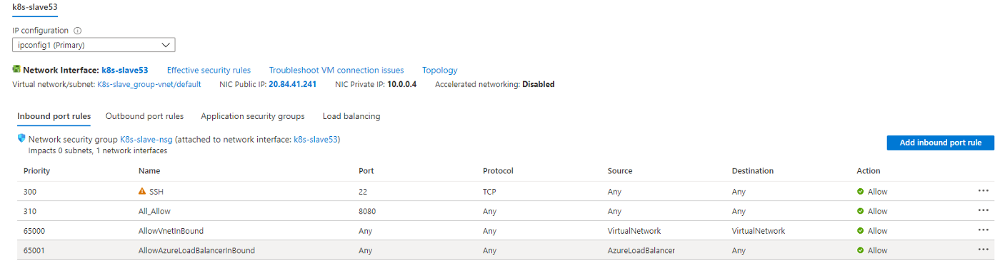 k8s-slave53
IP configuration
ipconfig1 (Primary)
Network Interface: k8s-slave53 Effective security rules Troubleshoot VM connection issues Topology
Virtual network/subnet: K8s-slave_group-vnet/default NIC Public IP: 20.84.41.241 NIC Private IP: 10.0.0.4 Accelerated networking: Disabled
Inbound port rules Outbound port rules Application security groups Load balancing
Network security group K8s-slave-nsg (attached to network interface: k8s-slave53)
Impacts 0 subnets, 1 network interfaces
Add inbound port rule
Priority Name Port Protocol Source Destination Action
300 SSH 22 TCP Any Any Allow
310 All_Allow 8080 Any Any Any Allow
65000 AllowVnetInBound Any Any VirtualNetwork VirtualNetwork Allow
65001 AllowAzureLoadBalancerInBound Any Any AzureLoadBalancer Any Allow